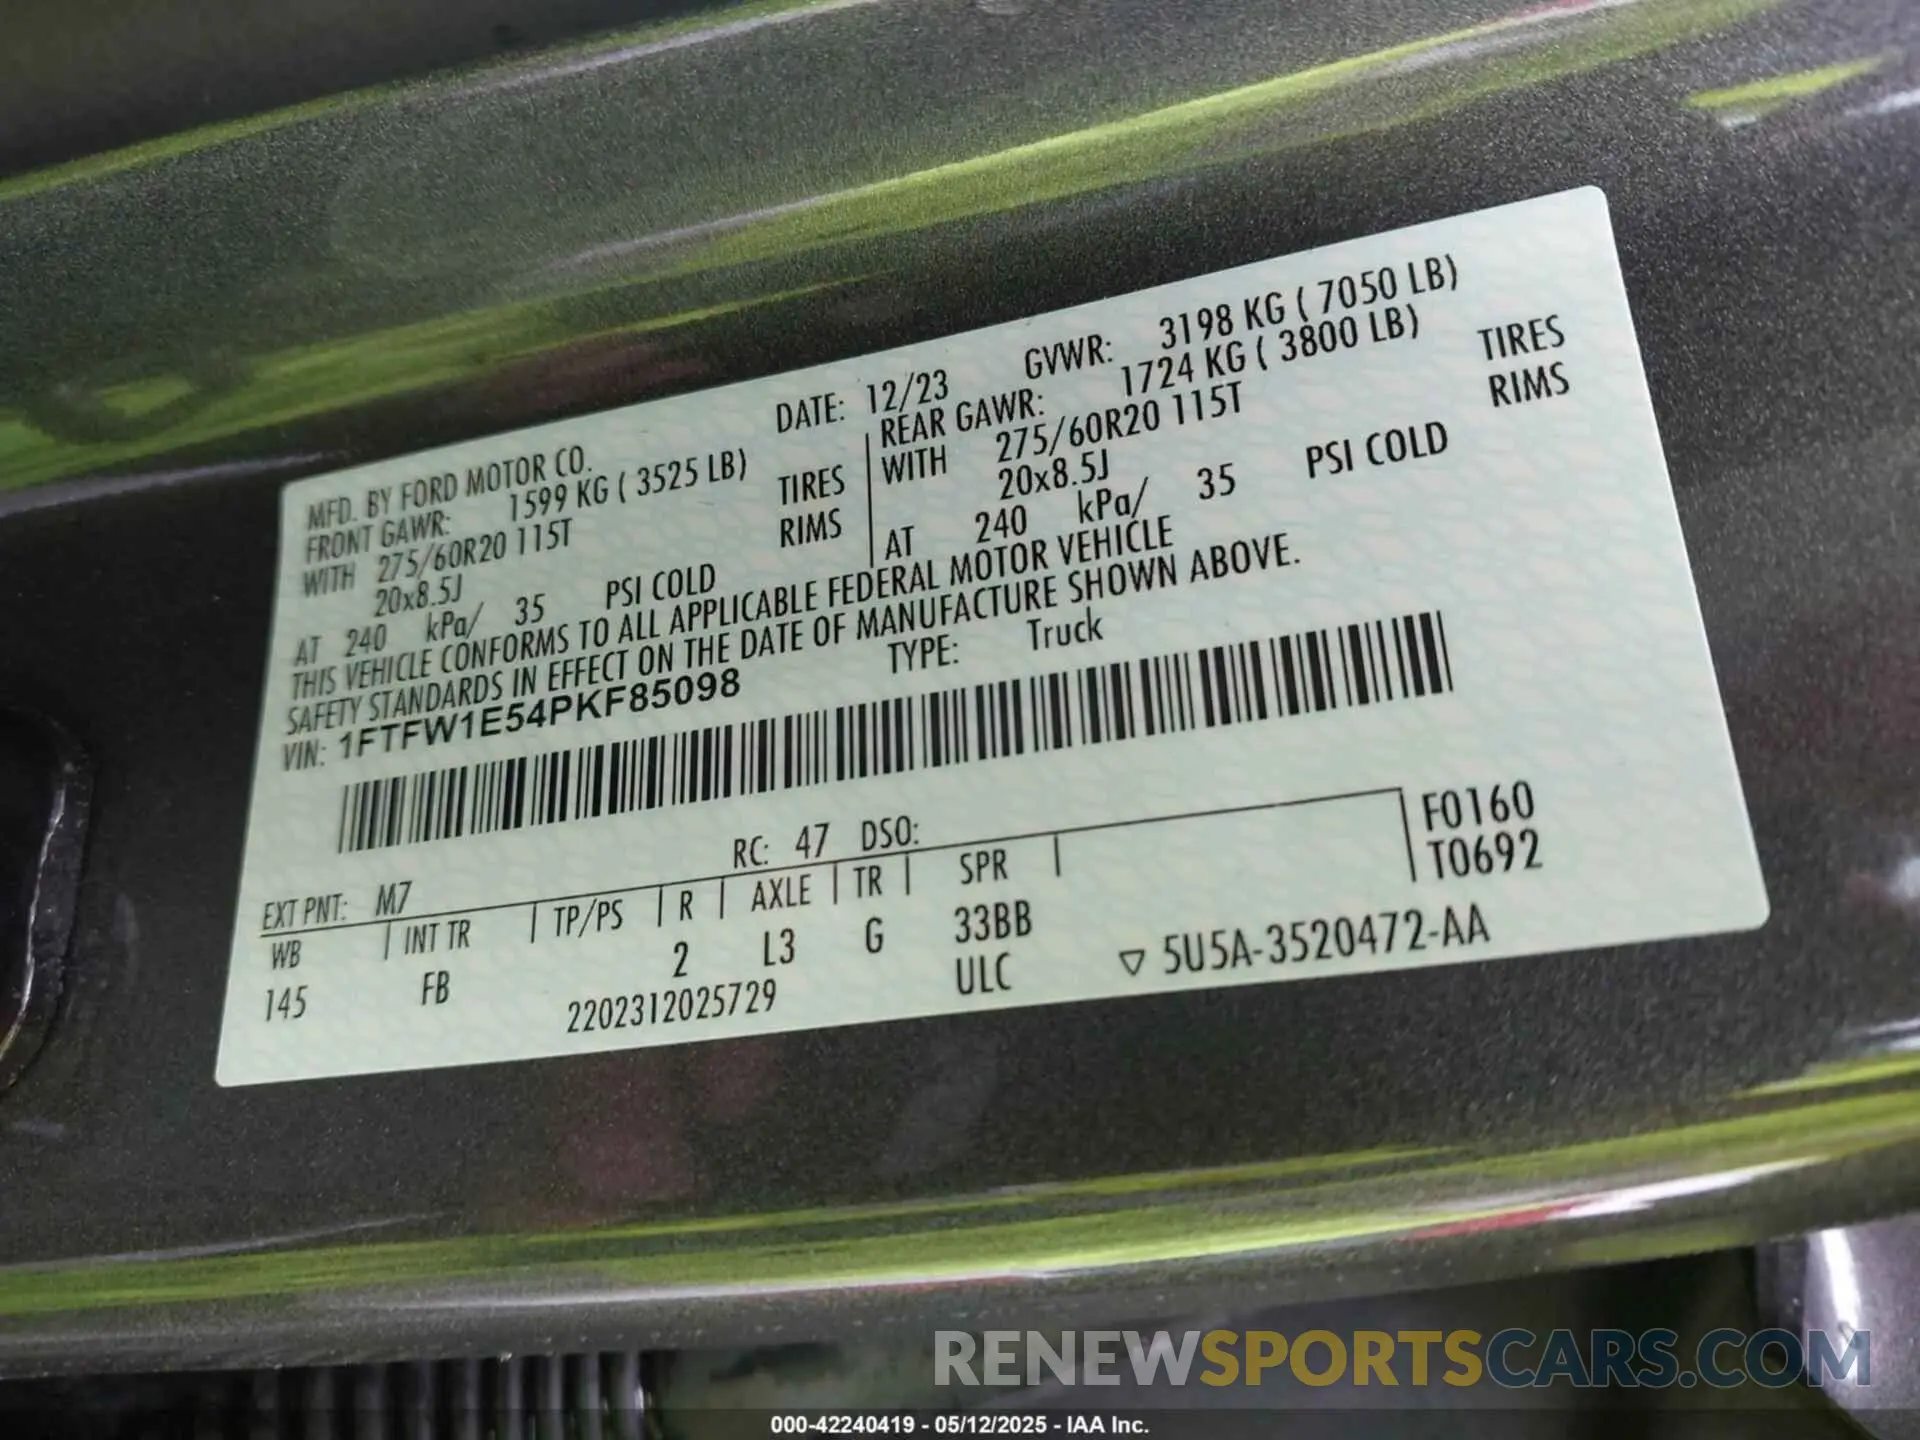 MFD. BY FORD MOTOR CO. DATE: 12/23 GVWR: 3198 KG ( 7050 LB)
FRONT GAWR: 1599 KG ( 3525 LB) REAR GAWR: 1724 KG ( 3800 LB)
WITH 275/60R20 115T TIRES WITH 275/60R20 115T TIRES
20x8.5J RIMS 20x8.5J RIMS
AT 240 kPa/ 35 PSI COLD AT 240 kPa/ 35 PSI COLD
THIS VEHICLE CONFORMS TO ALL APPLICABLE FEDERAL MOTOR VEHICLE
SAFETY STANDARDS IN EFFECT ON THE DATE OF MANUFACTURE SHOWN ABOVE.
VIN: 1FTFW1E54PKF85098 TYPE: Truck
EXT PNT: M7 RC: 47 DSO: F0160
WB INT TR TP/PS R AXLE TR SPR T0692
145 FB 2 L3 G 33BB
2202312025729 ULC ▽ 5U5A-3520472-AA
RENEWSPORTSCARS.COM
000-42240419 - 05/12/2025 - IAA Inc.